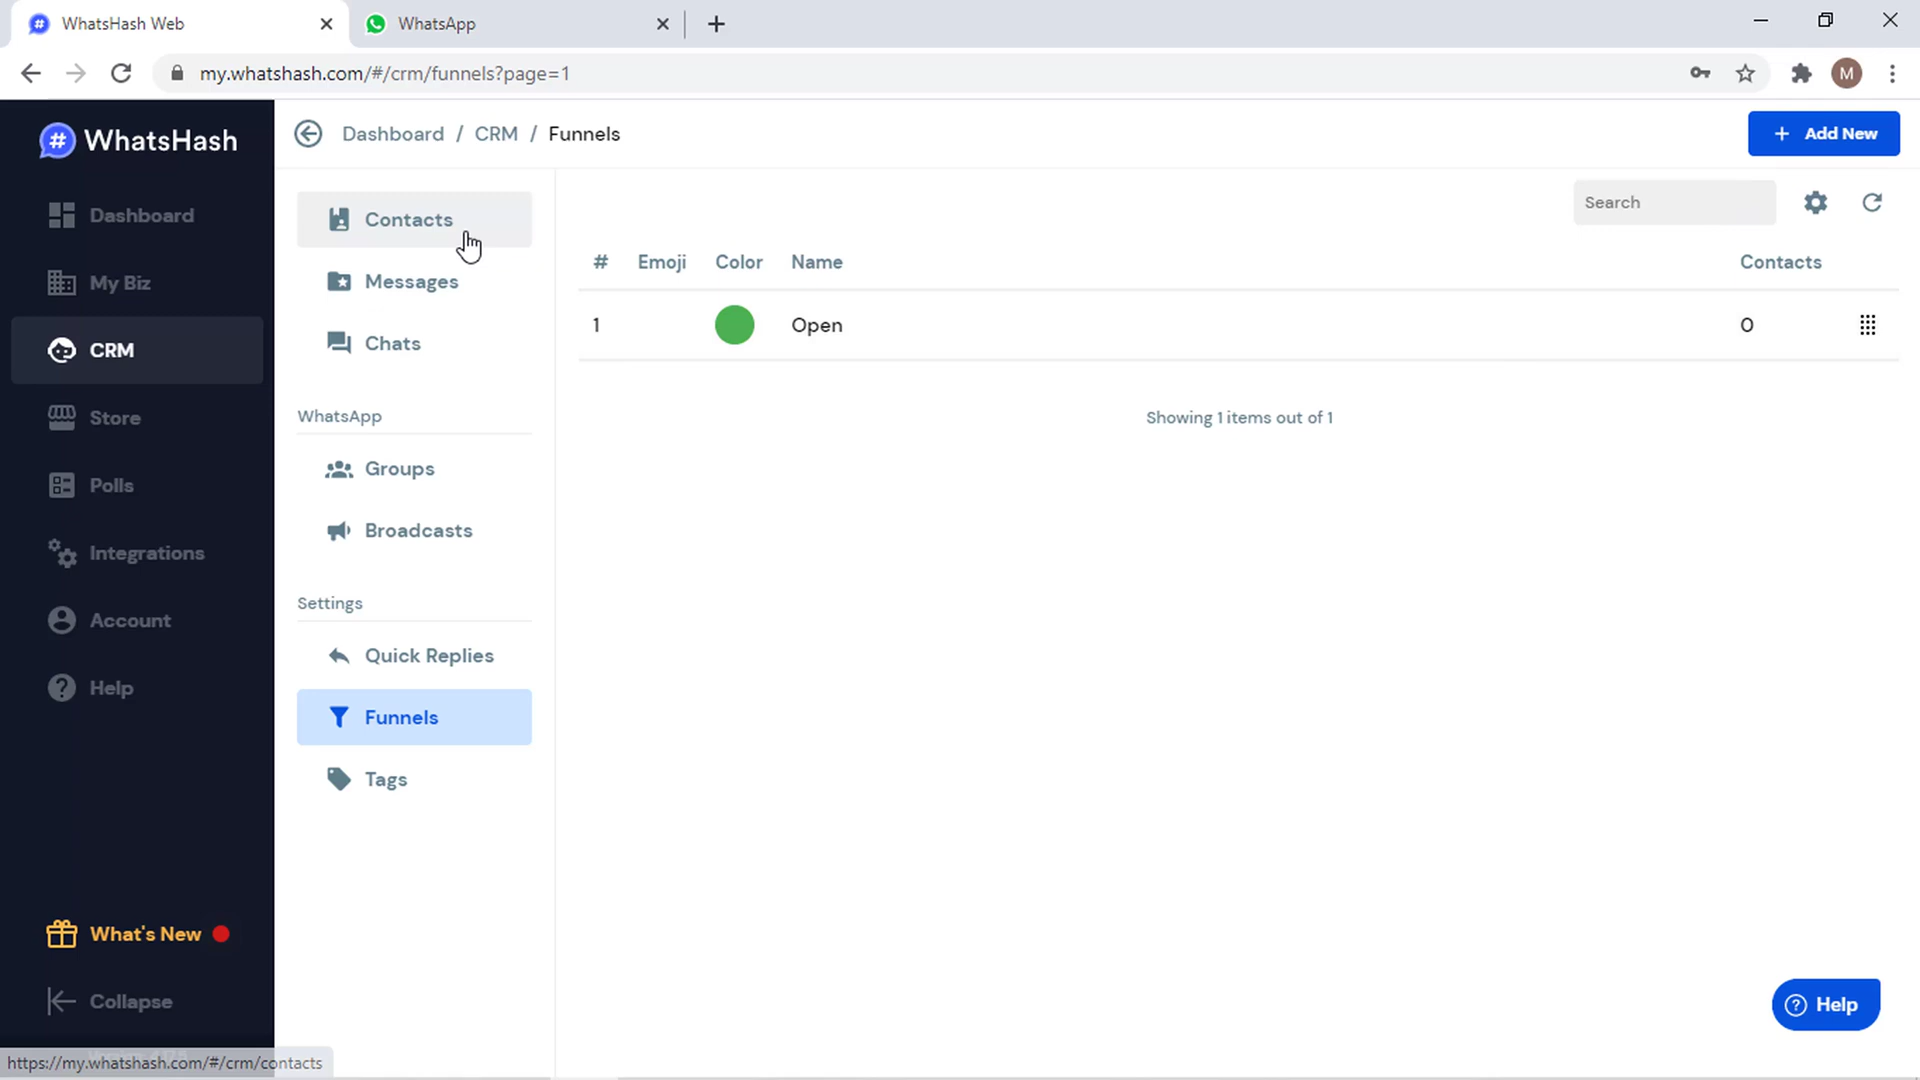 WhatsHash Web
WhatsApp
my.whatshash.com/#/crm/funnels?page=1
M
WhatsHash
Dashboard / CRM / Funnels
+ Add New
Dashboard
My Biz
CRM
Store
Polls
Integrations
Account
Help
What's New
Collapse
Contacts
Messages
Chats
WhatsApp
Groups
Broadcasts
Settings
Quick Replies
Funnels
Tags
Search
# Emoji Color Name Contacts
1 Open 0
Showing 1 items out of 1
Help
https://my.whatshash.com/#/crm/contacts